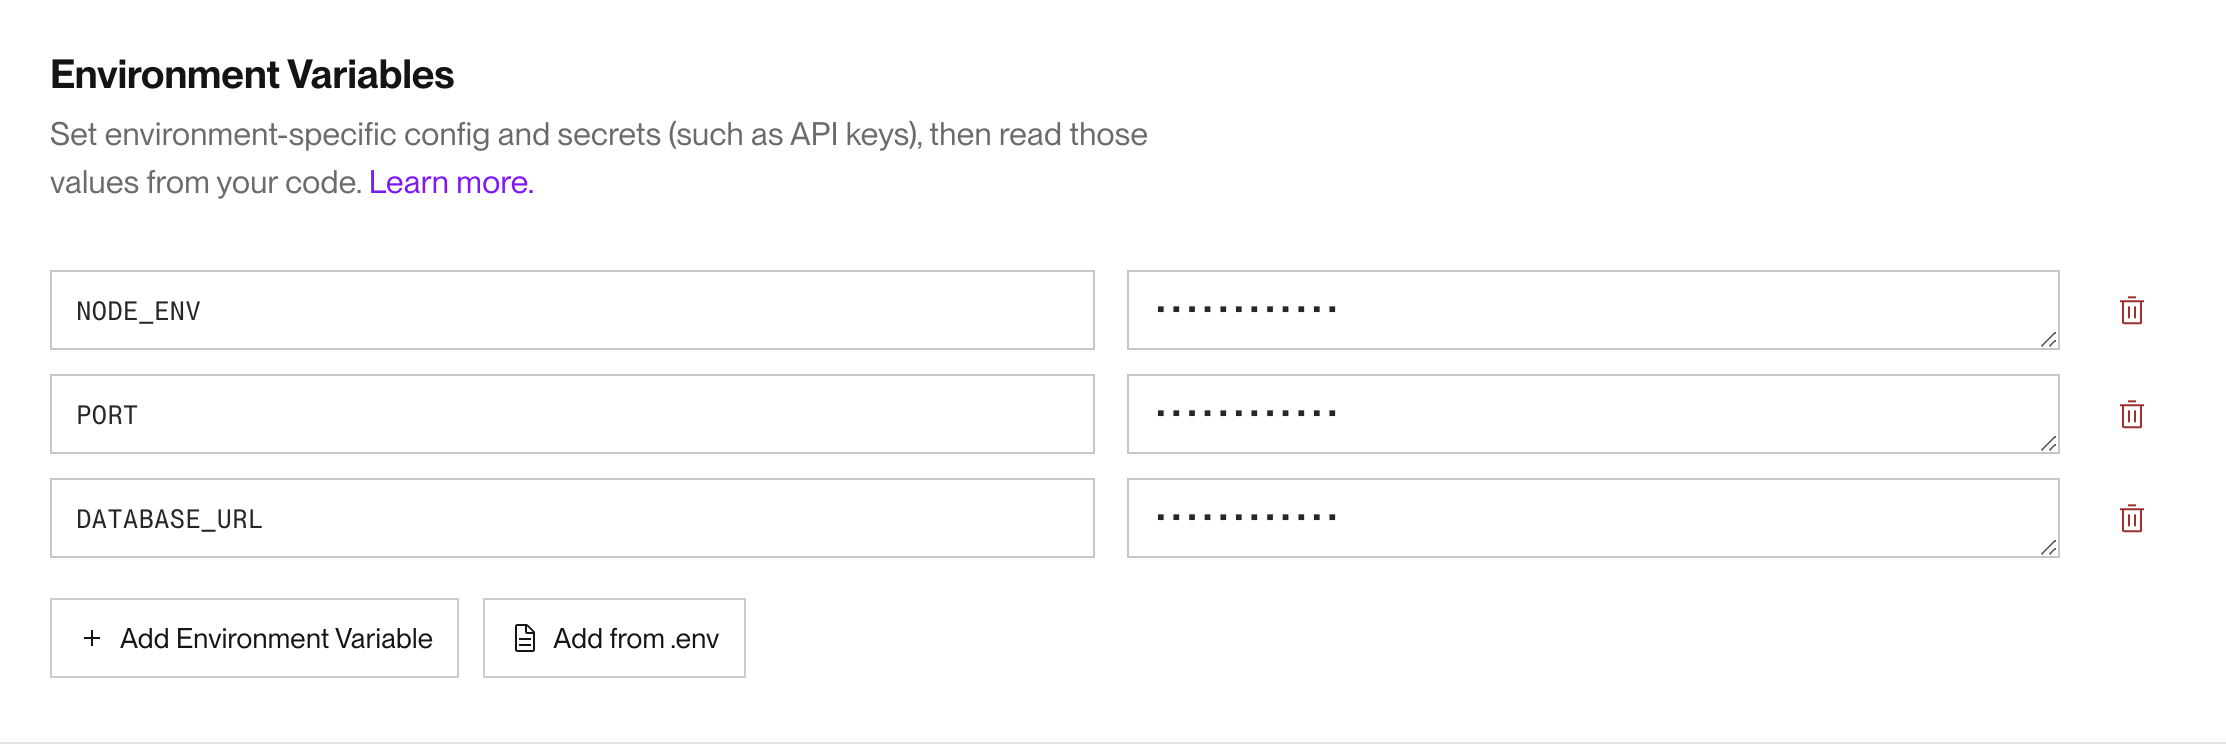 Environment Variables
Set environment-specific config and secrets (such as API keys), then read those
values from your code. Learn more.
NODE_ENV ············
PORT ············
DATABASE_URL ············
+ Add Environment Variable Add from .env